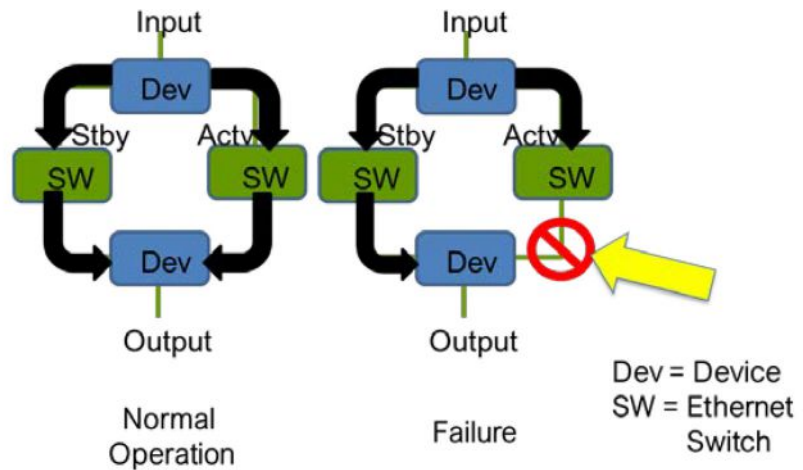 Input
Dev
Stby
Actv
SW
SW
Dev
Output
Normal
Operation
Input
Dev
Stby
Actv
SW
SW
Dev
Output
Failure
Dev = Device
SW = Ethernet
Switch